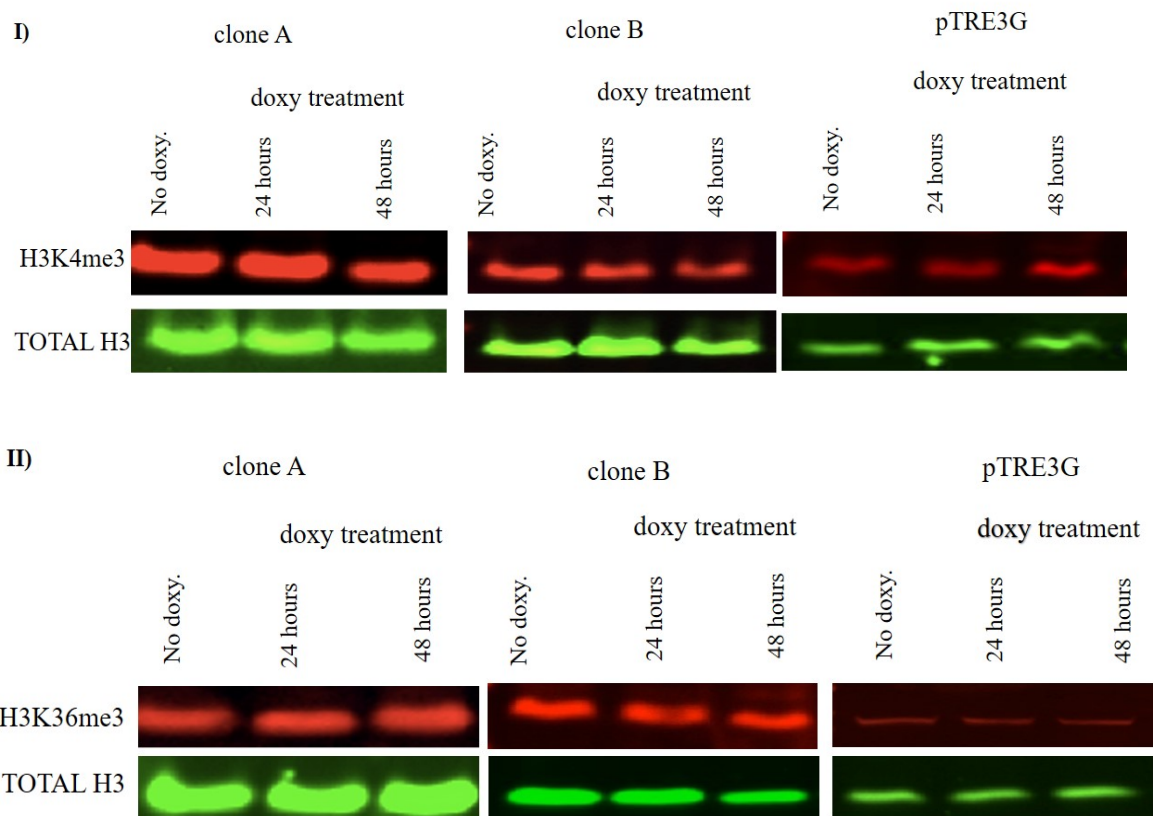 I)
clone A
clone B
pTRE3G
doxy treatment
doxy treatment
doxy treatment
No doxy.
24 hours
48 hours
No doxy.
24 hours
48 hours
No doxy.
24 hours
48 hours
H3K4me3
TOTAL H3
II)
clone A
clone B
pTRE3G
doxy treatment
doxy treatment
doxy treatment
No doxy.
24 hours
48 hours
No doxy.
24 hours
48 hours
No doxy.
24 hours
48 hours
H3K36me3
TOTAL H3